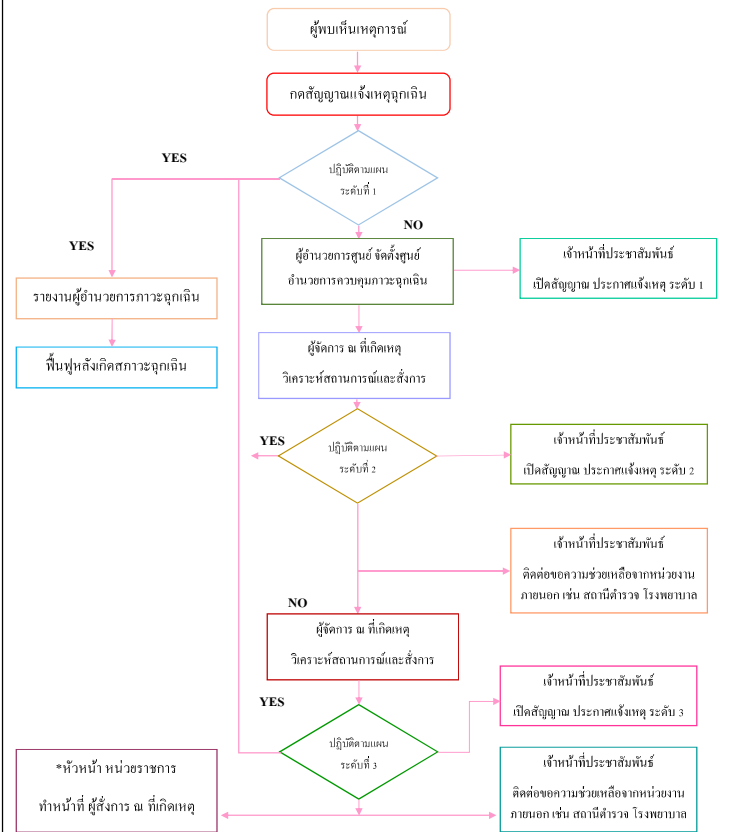 ผู้พบเห็นเหตุการณ์
กดสัญญาณแจ้งเหตุฉุกเฉิน
YES
ปฏิบัติตามแผน
ระดับที่ 1
NO
YES
ผู้อำนวยการศูนย์ จัดตั้งศูนย์
อำนวยการควบคุมภาวะฉุกเฉิน
เจ้าหน้าที่ประชาสัมพันธ์
เปิดสัญญาณ ประกาศแจ้งเหตุ ระดับ 1
รายงานผู้อำนวยการภาวะฉุกเฉิน
ฟื้นฟูหลังเกิดสภาวะฉุกเฉิน
ผู้จัดการ ณ ที่เกิดเหตุ
วิเคราะห์สถานการณ์และสั่งการ
YES
ปฏิบัติตามแผน
ระดับที่ 2
เจ้าหน้าที่ประชาสัมพันธ์
เปิดสัญญาณ ประกาศแจ้งเหตุ ระดับ 2
เจ้าหน้าที่ประชาสัมพันธ์
ติดต่อขอความช่วยเหลือจากหน่วยงาน
ภายนอก เช่น สถานีตำรวจ โรงพยาบาล
NO
ผู้จัดการ ณ ที่เกิดเหตุ
วิเคราะห์สถานการณ์และสั่งการ
YES
เจ้าหน้าที่ประชาสัมพันธ์
เปิดสัญญาณ ประกาศแจ้งเหตุ ระดับ 3
ปฏิบัติตามแผน
ระดับที่ 3
*หัวหน้า หน่วยราชการ
ทำหน้าที่ ผู้สั่งการ ณ ที่เกิดเหตุ
เจ้าหน้าที่ประชาสัมพันธ์
ติดต่อขอความช่วยเหลือจากหน่วยงาน
ภายนอก เช่น สถานีตำรวจ โรงพยาบาล